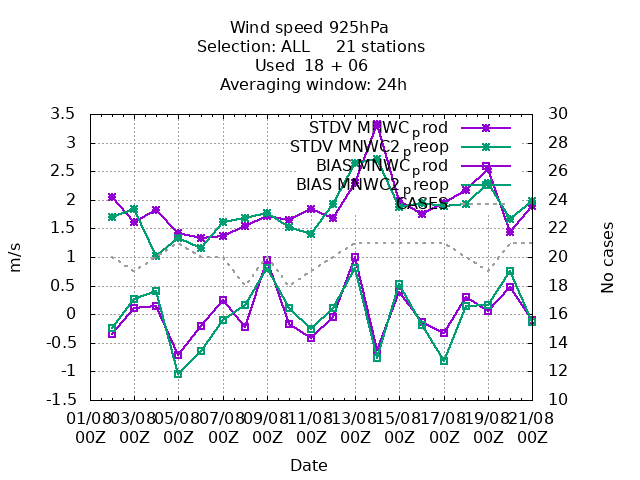 Wind speed 925hPa
Selection: ALL 21 stations
Used 18 + 06
Averaging window: 24h
3.5
3
2.5
2
1.5
1
0.5
0
-0.5
-1
-1.5
m/s
30
28
26
24
22
20
18
16
14
12
10
No cases
STDV MNWC_prod
STDV MNWC2_preop
BIAS MNWC_prod
BIAS MNWC2_preop
CASES
01/08 03/08 05/08 07/08 09/08 11/08 13/08 15/08 17/08 19/08 21/08
00Z 00Z 00Z 00Z 00Z 00Z 00Z 00Z 00Z 00Z 00Z
Date